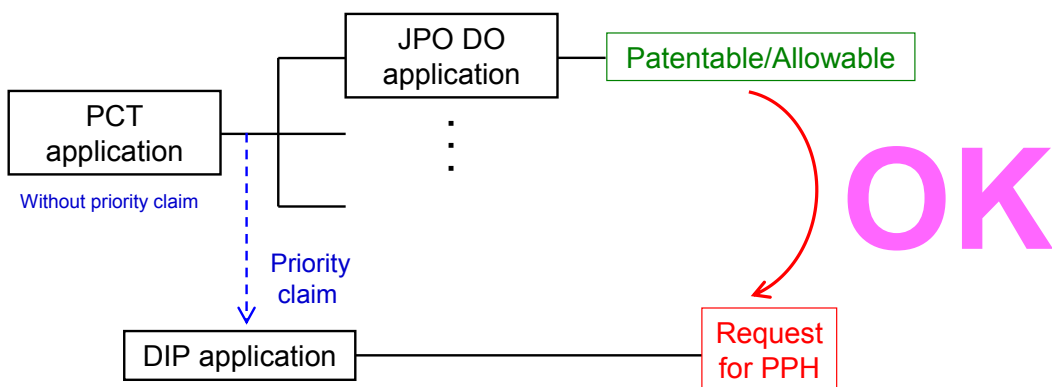 JPO DO
application
Patentable/Allowable
PCT
application
Without priority claim
OK
Priority
claim
DIP application
Request
for PPH